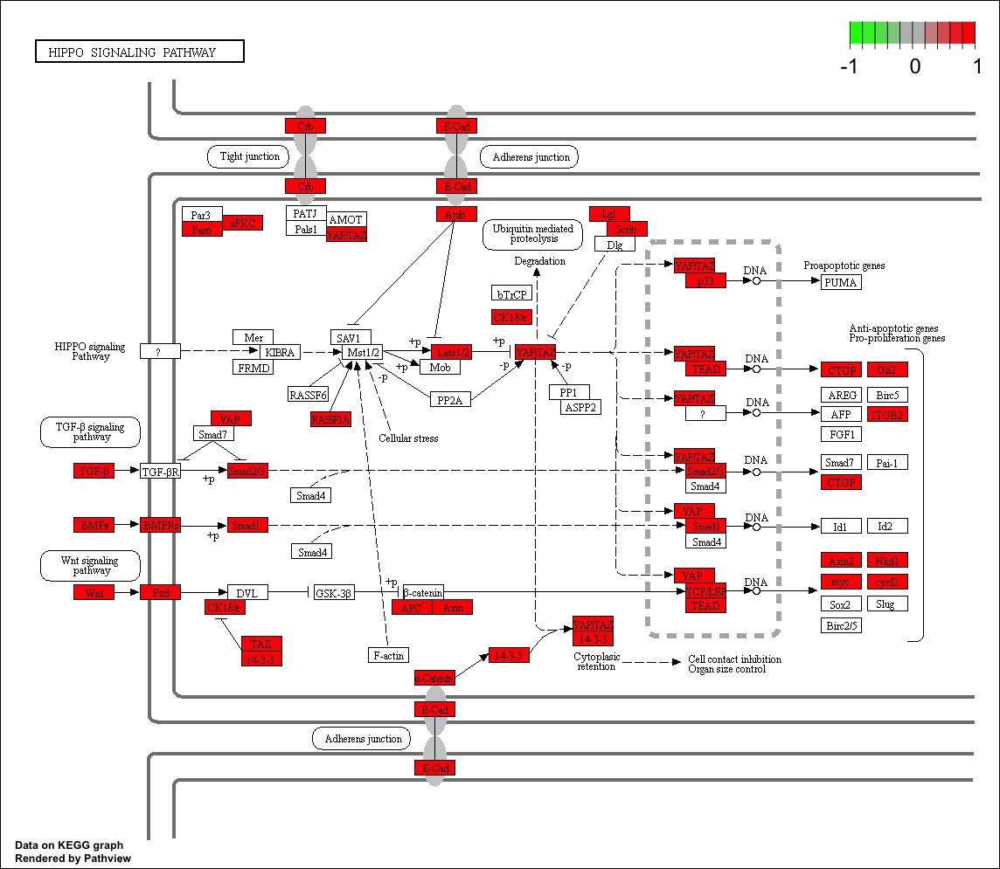 HIPPO SIGNALING PATHWAY
-1 0 1
Crb
E-Cad
Tight junction
Adherens junction
Crb
E-Cad
Par3
aPKC
Par6
PATJ
AMOT
Pals1
YAP/TAZ
Ajub
Ubiquitin mediated
proteolysis
Lgl
Scrib
Dlg
Degradation
bTrCP
CK1δ/ε
YAP/TAZ
p73
DNA
Proapoptotic genes
PUMA
Anti-apoptotic genes
Pro-proliferation genes
HIPPO signaling
Pathway
?
Mer
KIBRA
FRMD
SAV1
Mst1/2
+p
+p
-p
Lats1/2
Mob
+p
-p
YAP/TAZ
-p
RASSF6
RASSF1A
PP2A
PP1
ASPP2
Cellular stress
YAP/TAZ
TEAD
DNA
CTGF
Gli2
YAP/TAZ
?
DNA
AREG
Birc5
AFP
ITGB2
FGF1
TGF-β signaling
pathway
YAP
Smad7
TGF-β
TGF-βR
+p
Smad2/3
Smad4
YAP/TAZ
Smad2/3
Smad4
DNA
Smad7
Pai-1
CTGF
BMPs
BMPRs
+p
Smad1
Smad4
YAP
Smad1
Smad4
DNA
Id1
Id2
Wnt signaling
pathway
Wnt
Fzd
DVL
CK1δ/ε
GSK-3β
+p
β-catenin
APC
Axin
YAP
TCF/LEF
TEAD
DNA
Axin2
Nkd1
myc
cycD
Sox2
Slug
Birc2/5
TAZ
14-3-3
F-actin
14-3-3
YAP/TAZ
14-3-3
Cytoplasic
retention
Cell contact inhibition
Organ size control
α-Catenin
E-Cad
Adherens junction
E-Cad
Data on KEGG graph
Rendered by Pathview